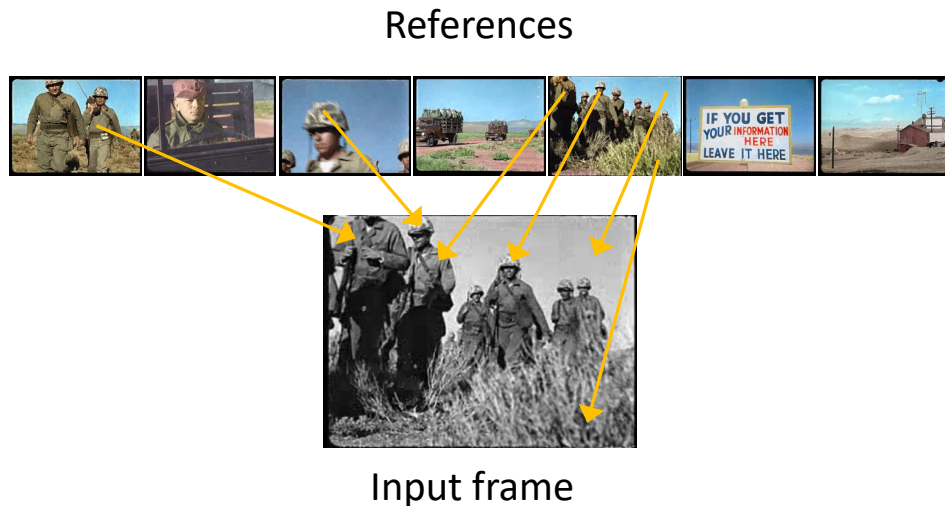 References
IF YOU GET
YOUR INFORMATION
HERE
LEAVE IT HERE
Input frame